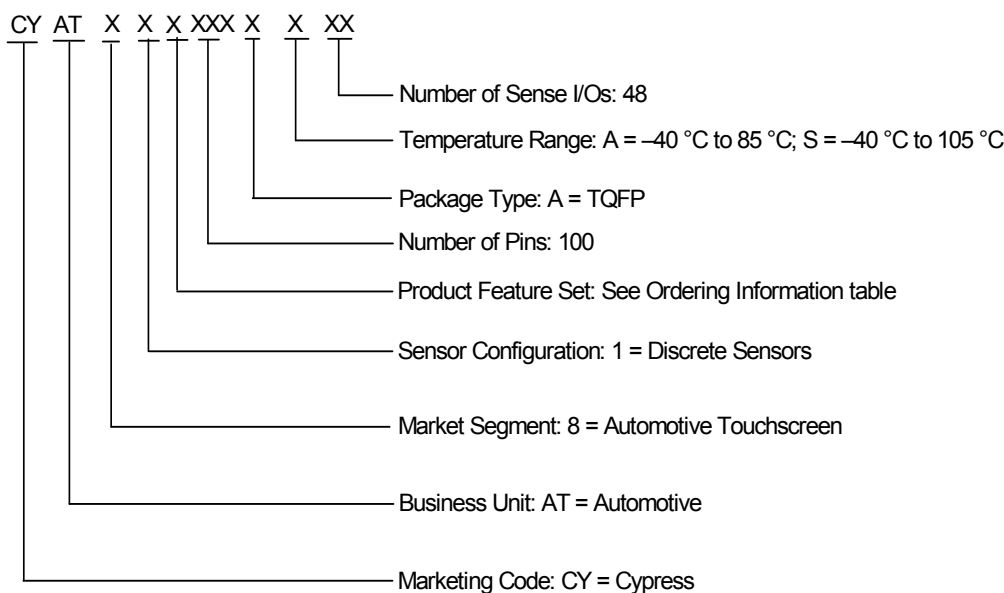 CY AT X X X XXX X X XX
Number of Sense I/Os: 48
Temperature Range: A = –40 °C to 85 °C; S = –40 °C to 105 °C
Package Type: A = TQFP
Number of Pins: 100
Product Feature Set: See Ordering Information table
Sensor Configuration: 1 = Discrete Sensors
Market Segment: 8 = Automotive Touchscreen
Business Unit: AT = Automotive
Marketing Code: CY = Cypress